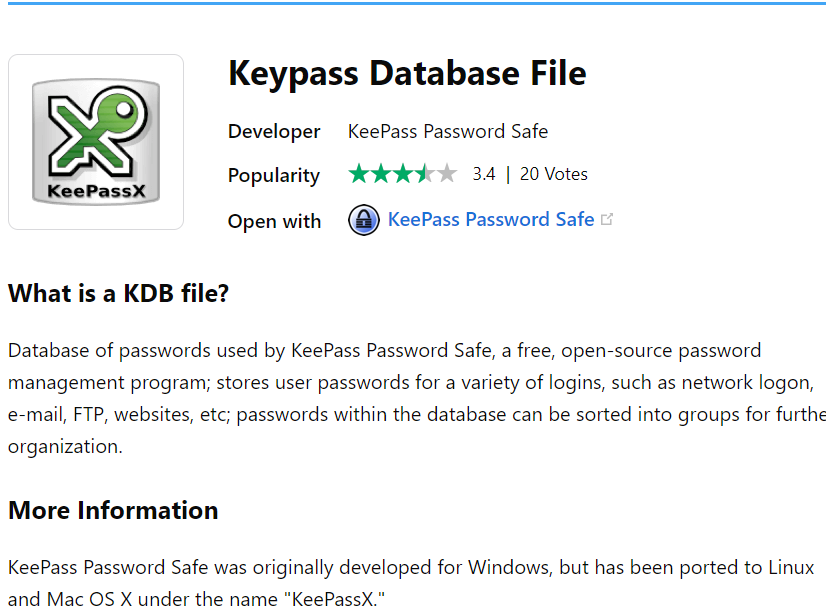 KeePassX
Keypass Database File
Developer KeePass Password Safe
Popularity 3.4 | 20 Votes
Open with KeePass Password Safe
What is a KDB file?
Database of passwords used by KeePass Password Safe, a free, open-source password
management program; stores user passwords for a variety of logins, such as network logon,
e-mail, FTP, websites, etc; passwords within the database can be sorted into groups for furthe
organization.
More Information
KeePass Password Safe was originally developed for Windows, but has been ported to Linux
and Mac OS X under the name "KeePassX."